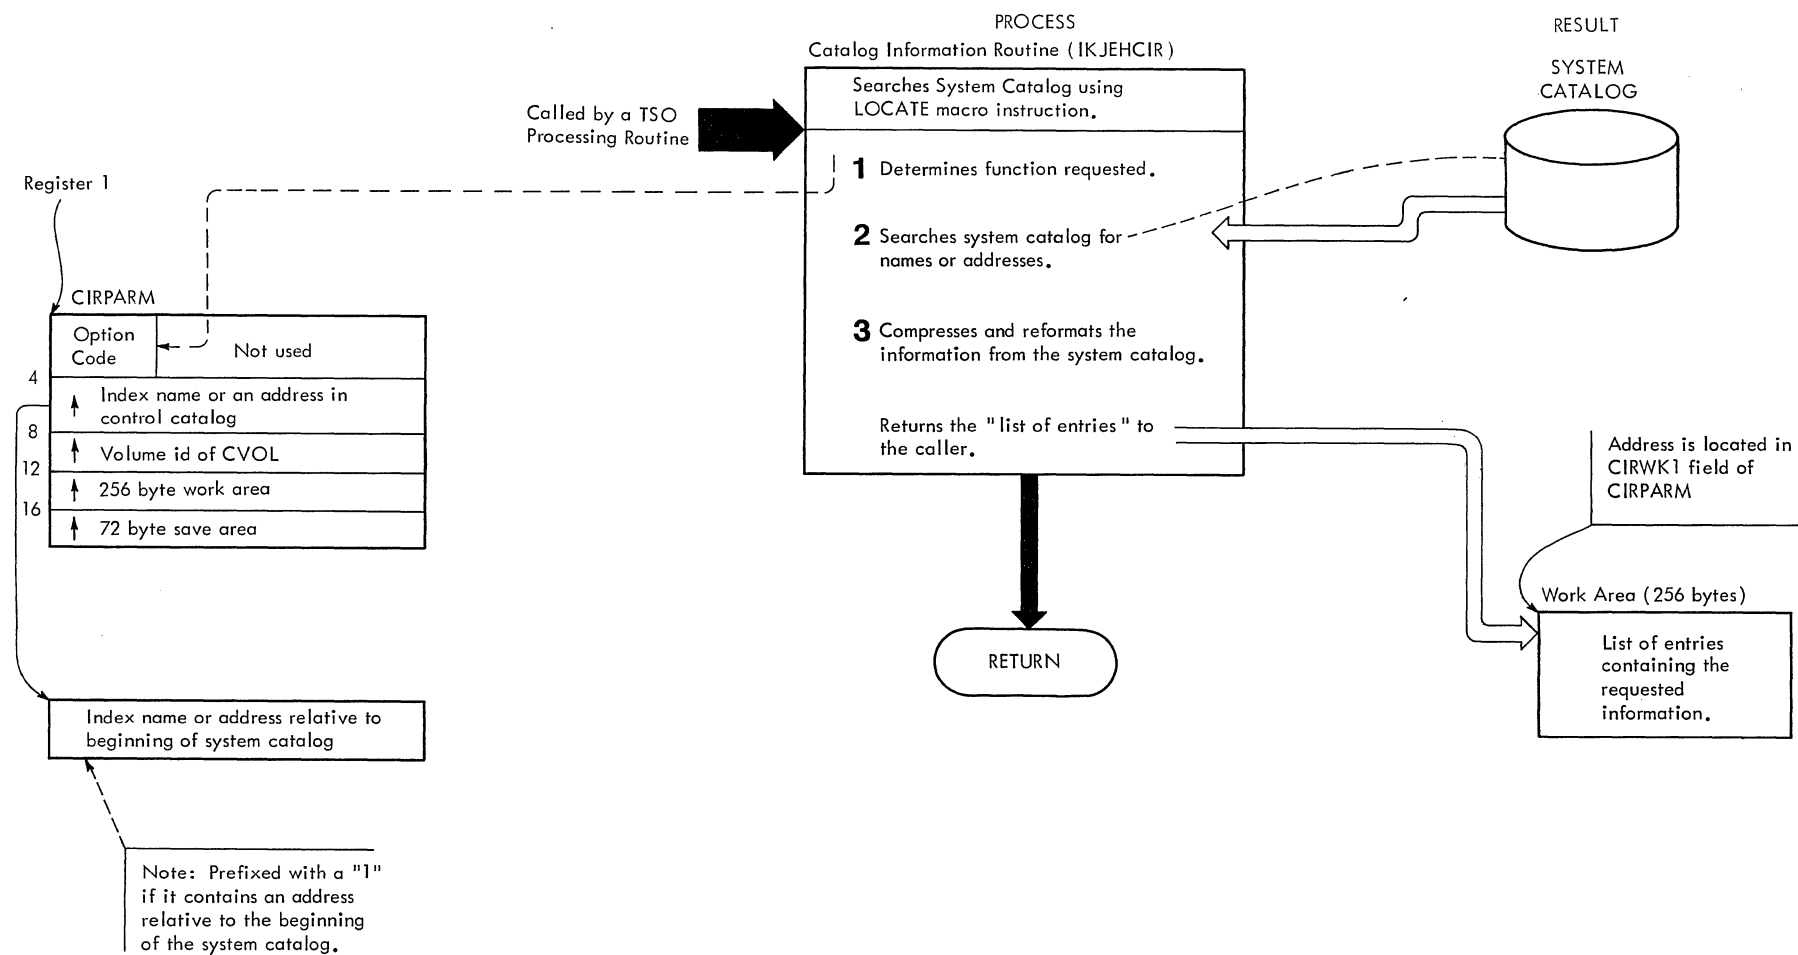 PROCESS
Catalog Information Routine (IKJEHCIR)
Searches System Catalog using
LOCATE macro instruction.
Called by a TSO
Processing Routine
1 Determines function requested.
2 Searches system catalog for
names or addresses.
3 Compresses and reformats the
information from the system catalog.
Returns the "list of entries" to
the caller.
RETURN
RESULT
SYSTEM
CATALOG
Register 1
CIRPARM
Option
Code
Not used
4
Index name or an address in
control catalog
8
Volume id of CVOL
12
256 byte work area
16
72 byte save area
Index name or address relative to
beginning of system catalog
Note: Prefixed with a "1"
if it contains an address
relative to the beginning
of the system catalog.
Address is located in
CIRWK1 field of
CIRPARM
Work Area (256 bytes)
List of entries
containing the
requested
information.